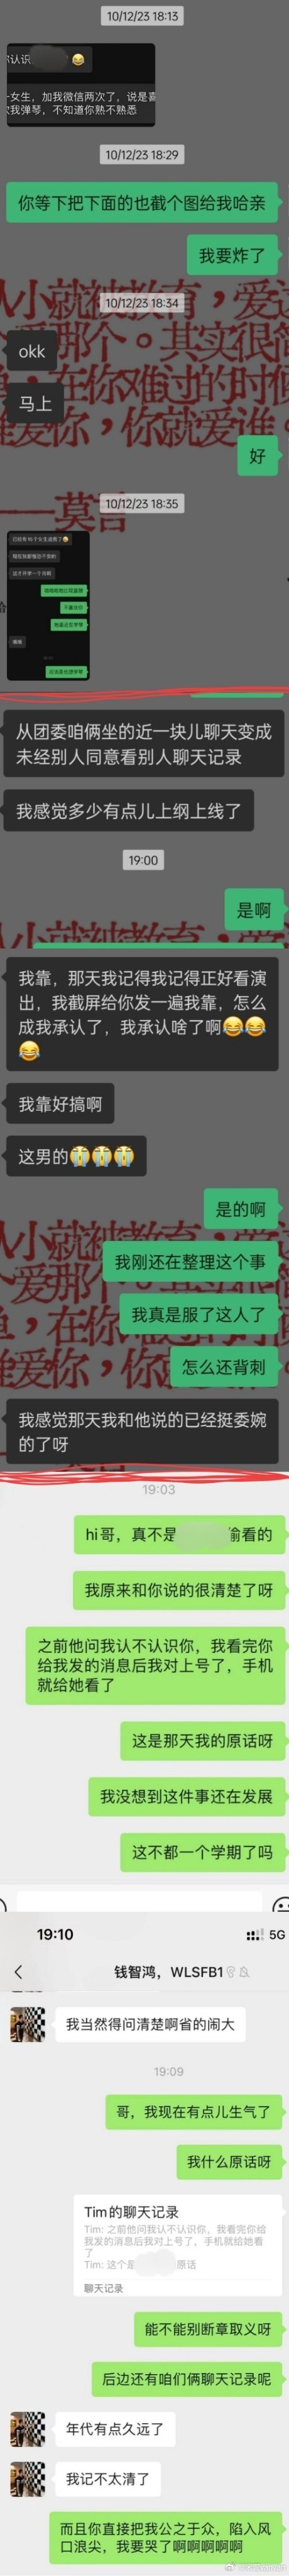 10/12/23 18:13
你认识
😂
一女生，加我微信两次了，说是喜
欢我弹琴，不知道你熟不熟悉
10/12/23 18:29
你等下把下面的也截个图给我哈亲
我要炸了
10/12/23 18:34
okk
马上
好
——莫言
10/12/23 18:35
从团委咱俩坐的近一块儿聊天变成
未经别人同意看别人聊天记录
我感觉多少有点儿上纲上线了
19:00
是啊
我靠，那天我记得我记得正好看演
出，我截屏给你发一遍我靠，怎么
成我承认了，我承认啥了啊😂😂
😂
我靠好搞啊
这男的😭😭😭
是的啊
我刚还在整理这个事
我真是服了这人了
怎么还背刺
我感觉那天我和他说的已经挺委婉
的了呀
19:03
hi哥，真不是
偷看的
我原来和你说的很清楚了呀
之前他问我认不认识你，我看完你
给我发的消息后我对上号了，手机
就给她看了
这是那天我的原话呀
我没想到这件事还在发展
这不都一个学期了吗
19:10
5G
钱智鸿，WLSFB1
我当然得问清楚啊省的闹大
19:09
哥，我现在有点儿生气了
我什么原话呀
Tim的聊天记录
Tim: 之前他问我认不认识你，我看完你给
我发的消息后我对上号了，手机就给她看
了
Tim: 这个是
原话
聊天记录
能不能别断章取义呀
后边还有咱们俩聊天记录呢
年代有点久远了
我记不太清了
而且你直接把我公之于众，陷入风
口浪尖，我要哭了啊啊啊啊啊